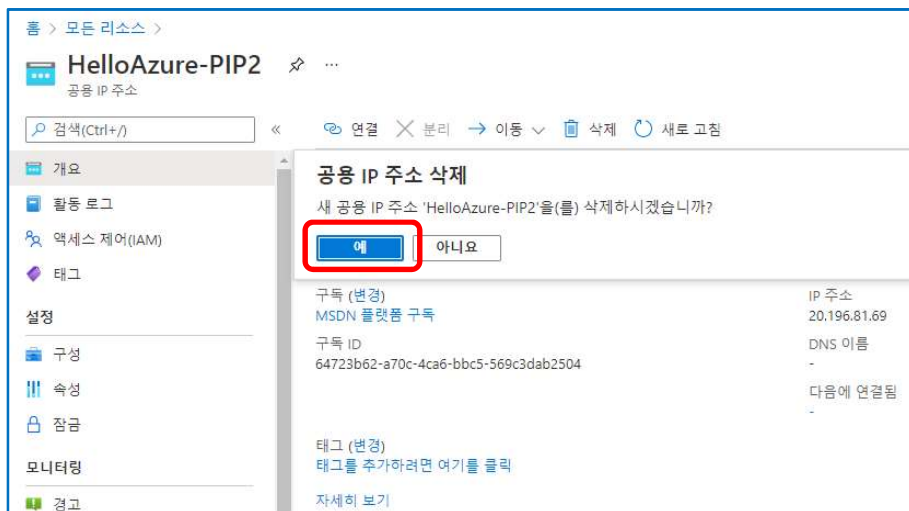 홈 > 모든 리소스 >
HelloAzure-PIP2 ...
공용 IP 주소
검색(Ctrl+/) «
연결 분리 이동 삭제 새로 고침
개요
활동 로그
액세스 제어(IAM)
태그
설정
구성
속성
잠금
모니터링
경고
공용 IP 주소 삭제
새 공용 IP 주소 'HelloAzure-PIP2'을(를) 삭제하시겠습니까?
예 아니요
구독 (변경)
MSDN 플랫폼 구독
구독 ID
64723b62-a70c-4ca6-bbc5-569c3dab2504
IP 주소
20.196.81.69
DNS 이름
-
다음에 연결됨
-
태그 (변경)
태그를 추가하려면 여기를 클릭
자세히 보기